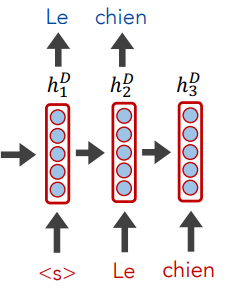 Le chien
h₁ᴰ h₂ᴰ h₃ᴰ
<s> Le chien